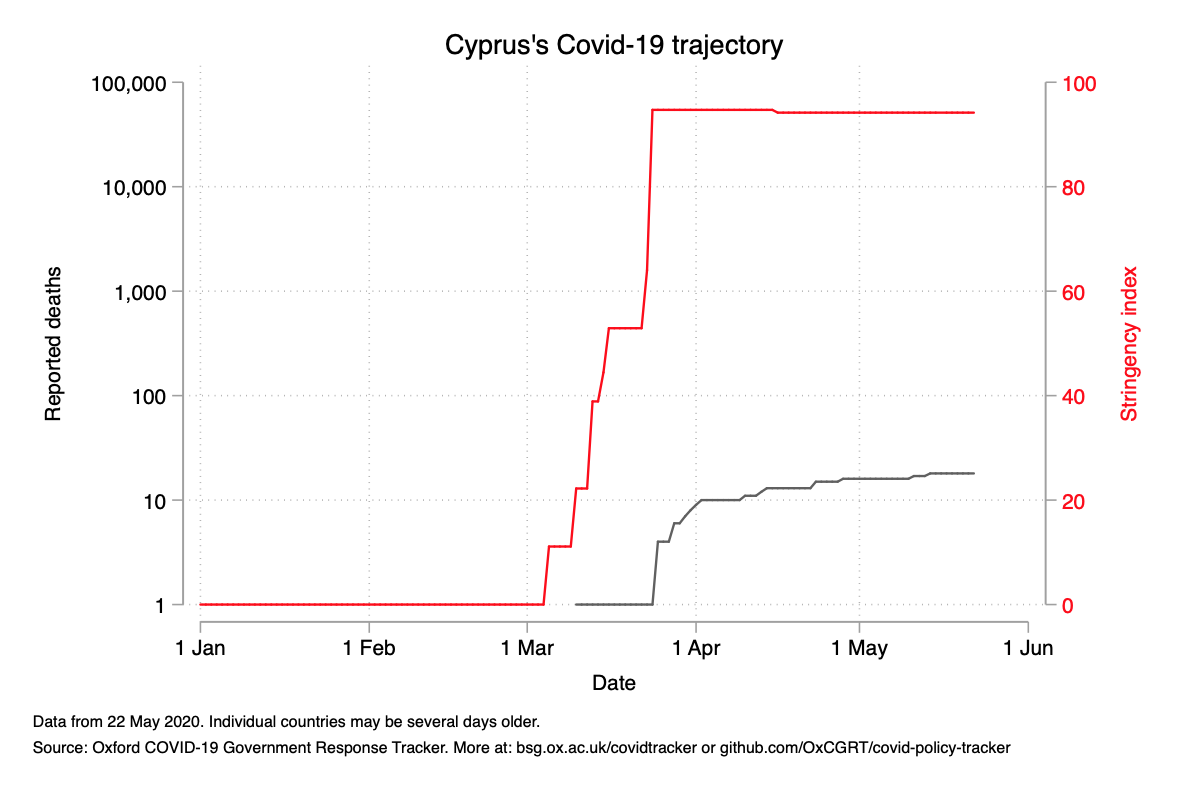 Cyprus's Covid-19 trajectory
100,000
10,000
1,000
100
10
1
Reported deaths
100
80
60
40
20
0
Stringency index
1 Jan
1 Feb
1 Mar
1 Apr
1 May
1 Jun
Date
Data from 22 May 2020. Individual countries may be several days older.
Source: Oxford COVID-19 Government Response Tracker. More at: bsg.ox.ac.uk/covidtracker or github.com/OxCGRT/covid-policy-tracker